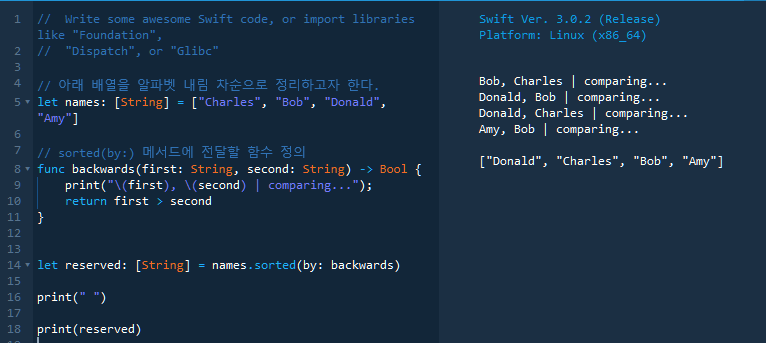 1 //  Write some awesome Swift code, or import libraries
like "Foundation",
2 //  "Dispatch", or "Glibc"
3
4 // 아래 배열을 알파벳 내림 차순으로 정리하고자 한다.
5 let names: [String] = ["Charles", "Bob", "Donald",
"Amy"]
6
7 // sorted(by:) 메서드에 전달할 함수 정의
8 func backwards(first: String, second: String) -> Bool {
9     print("\(first), \(second) | comparing...");
10     return first > second
11 }
12
13
14 let reserved: [String] = names.sorted(by: backwards)
15
16 print(" ")
17
18 print(reserved)
Swift Ver. 3.0.2 (Release)
Platform: Linux (x86_64)
Bob, Charles | comparing...
Donald, Bob | comparing...
Donald, Charles | comparing...
Amy, Bob | comparing...
["Donald", "Charles", "Bob", "Amy"]